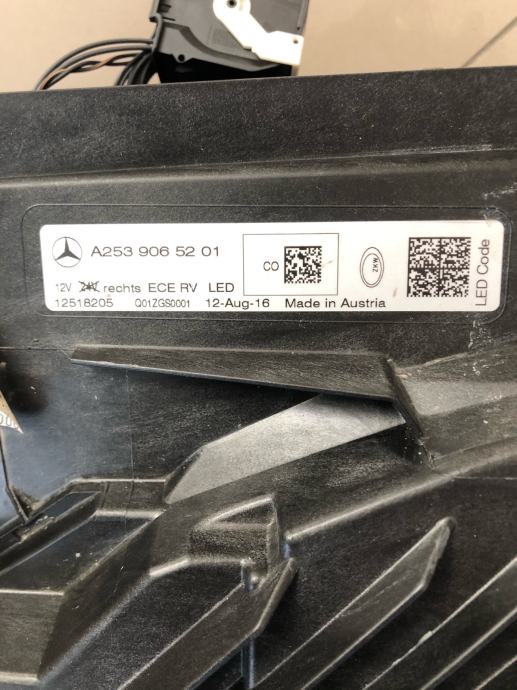 A253 906 52 01
CO
ZKW
12V rechts ECE RV LED
12518205 Q01ZGS0001 12-Aug-16 Made in Austria
LED Code